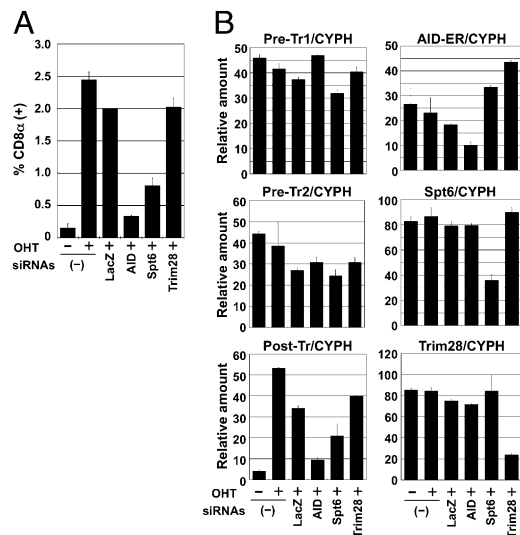 A
% CD8α (+)
3.0
2.5
2.0
1.5
1.0
0.5
0
OHT − + + + + +
siRNAs (−) LacZ AID Spt6 Trim28
B
Pre-Tr1/CYPH
Relative amount
50
40
30
20
10
0
AID-ER/CYPH
50
40
30
20
10
0
Pre-Tr2/CYPH
Relative amount
60
50
40
30
20
10
0
Spt6/CYPH
100
80
60
40
20
0
Post-Tr/CYPH
Relative amount
60
50
40
30
20
10
0
OHT − + + + + +
siRNAs (−) LacZ AID Spt6 Trim28
Trim28/CYPH
120
100
80
60
40
20
0
− + + + + +
(−) LacZ AID Spt6 Trim28